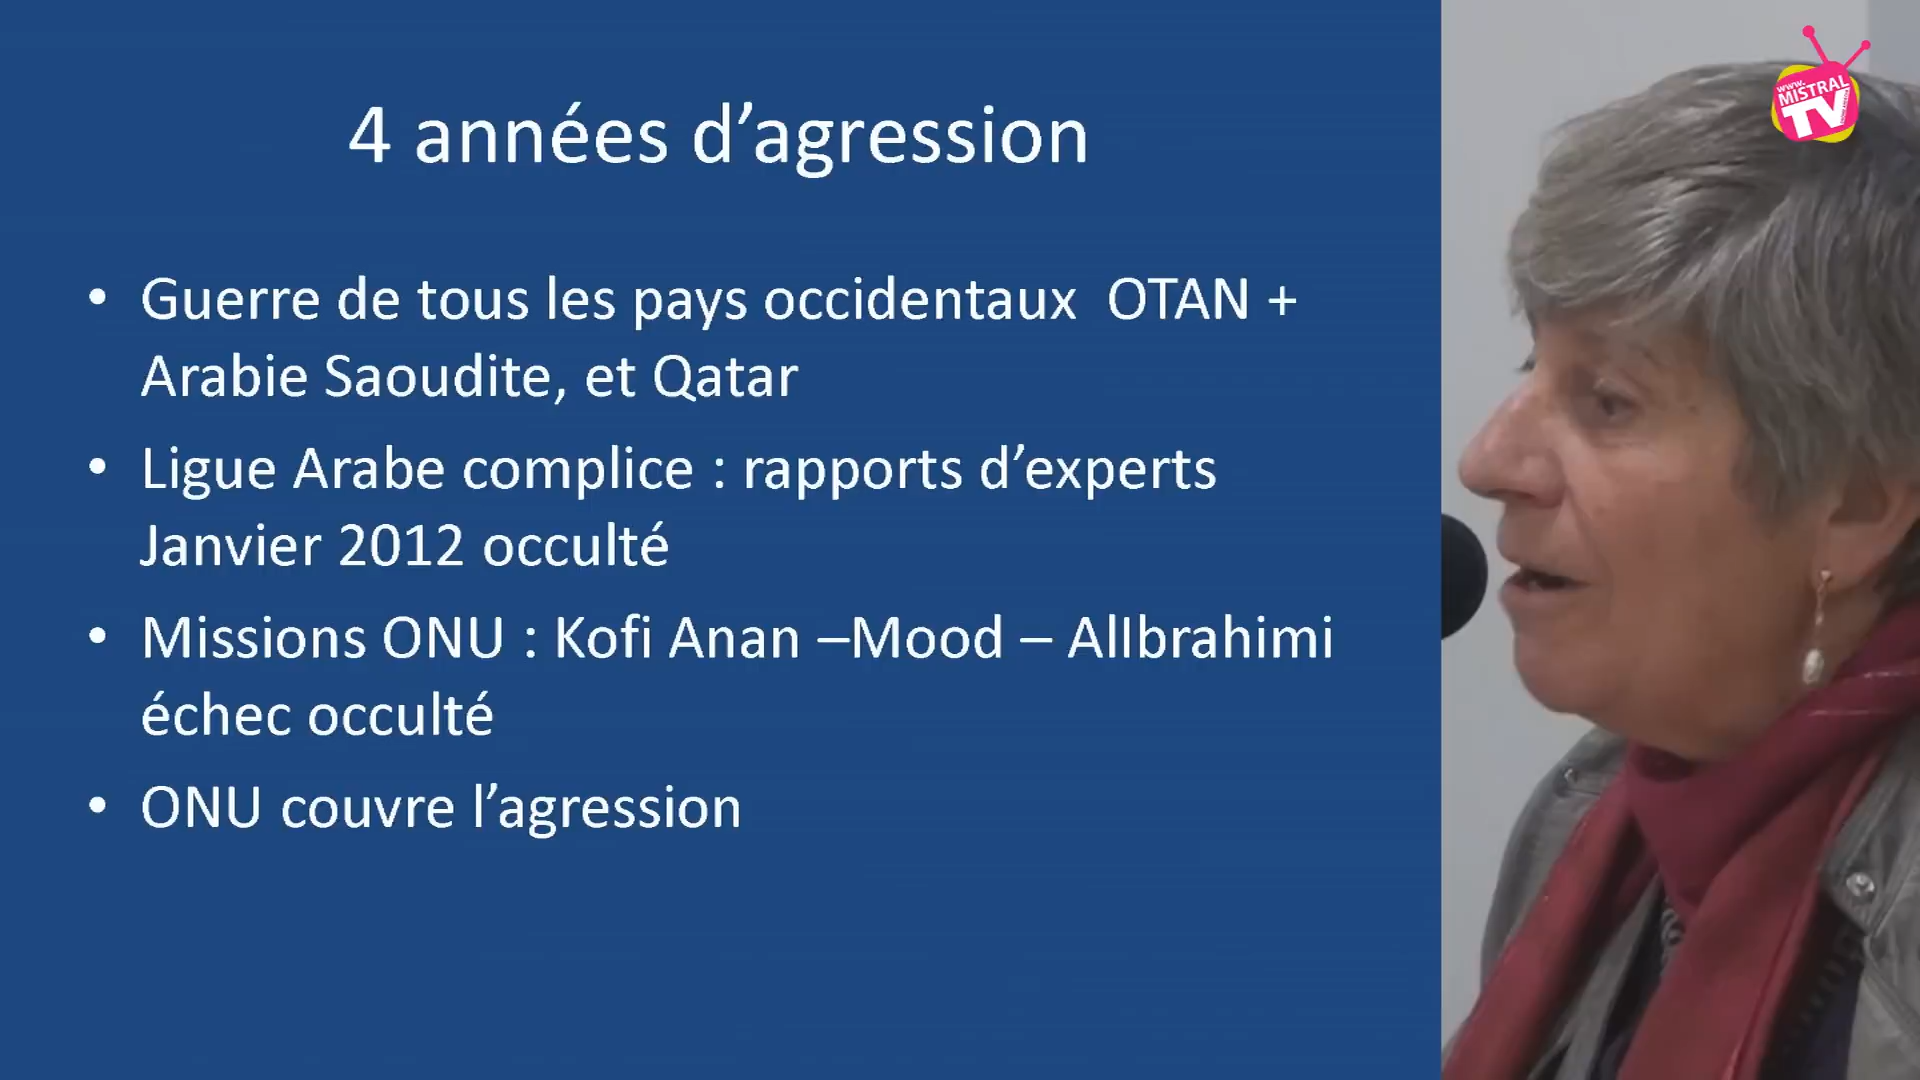 4 années d’agression
• Guerre de tous les pays occidentaux  OTAN +
Arabie Saoudite, et Qatar
• Ligue Arabe complice : rapports d’experts
Janvier 2012 occulté
• Missions ONU : Kofi Anan –Mood – AlIbrahimi
échec occulté
• ONU couvre l’agression
www.
MISTRAL
TV